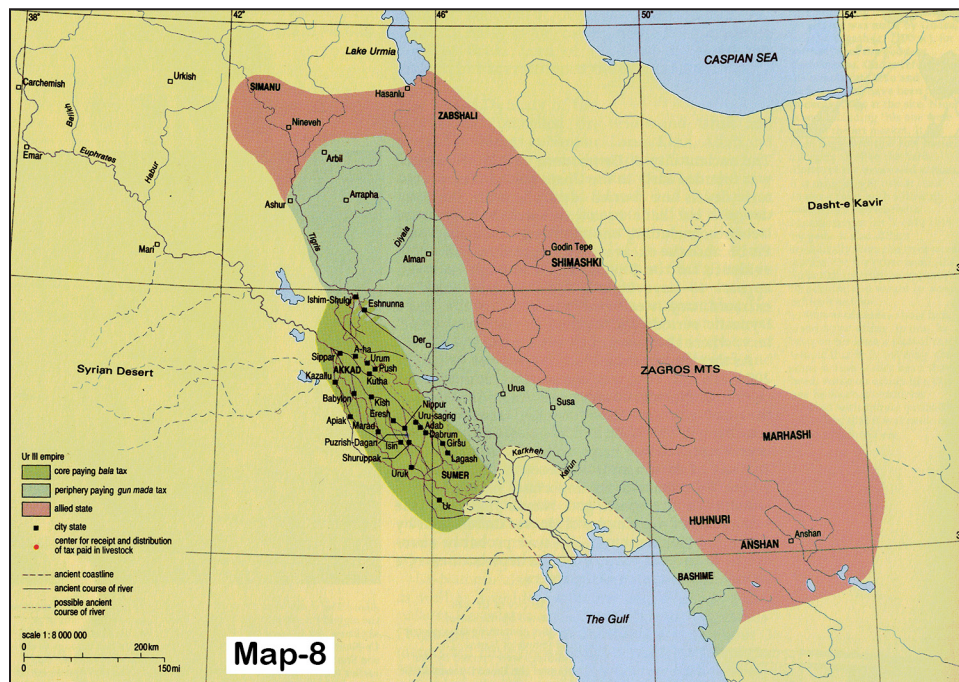 38°
42°
46°
50°
54°
Lake Urmia
CASPIAN SEA
Carchemish
Urkish
SIMANU
Hasanlu
Balikh
ZABSHALI
Nineveh
Emar
Euphrates
Habur
Arbil
Ashur
Arrapha
Dasht-e Kavir
Tigris
Diyala
Mari
Alman
Godin Tepe
SHIMASHKI
Ishim-Shulgi
Eshnunna
Der
A-ha
Sippar
Urum
AKKAD
Push
Syrian Desert
Kazallu
Kutha
ZAGROS MTS
Babylon
Kish
Nippur
Urua
Susa
Apiak
Eresh
Uru-sagrig
Marad
Adab
Dabrum
MARHASHI
Puzrish-Dagan
Isin
Girsu
Karkheh
Shuruppak
Lagash
Karun
Uruk
SUMER
Ur
HUHNURI
Anshan
ANSHAN
BASHIME
The Gulf
Ur III empire
core paying bala tax
periphery paying gun mada tax
allied state
city state
center for receipt and distribution
of tax paid in livestock
ancient coastline
ancient course of river
possible ancient
course of river
scale 1: 8 000 000
0 200km
0 150mi
Map-8